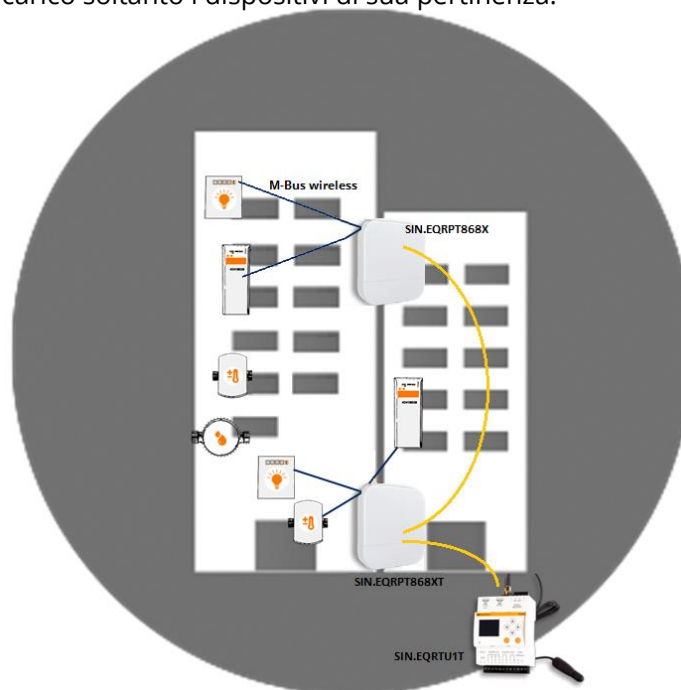 carico soltanto i dispositivi di sua pertinenza.
M-Bus wireless
SIN.EQRPT868X
SIN.EQRPT868XT
SIN.EQRTU1T